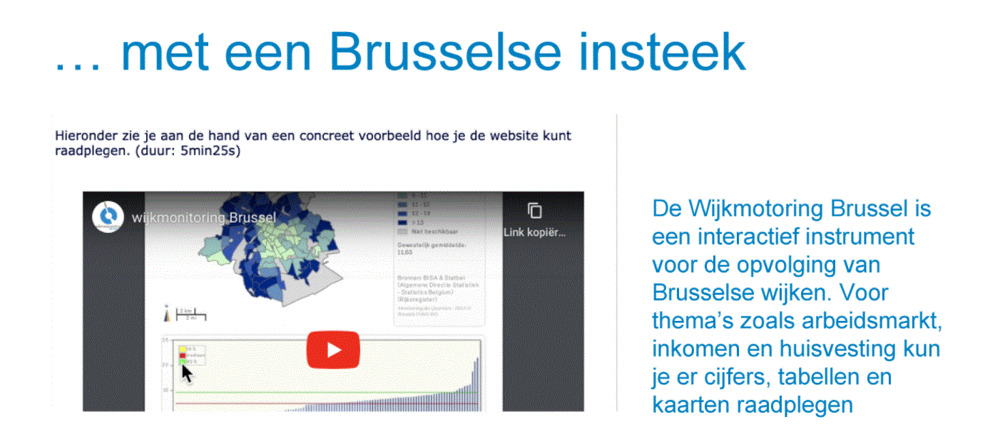 … met een Brusselse insteek
Hieronder zie je aan de hand van een concreet voorbeeld hoe je de website kunt
raadplegen. (duur: 5min25s)
wijkmonitoring Brussel
Link kopiër...
11 - 12
12 - 13
> 13
Niet beschikbaar
Gewestelijk gemiddelde:
11,63
Bronnen: BISA & Statbel
(Algemene Directie Statistiek
- Statistics Belgium)
(Rijksregister)
2 km
2 mi
25
20
15
De Wijkmotoring Brussel is
een interactief instrument
voor de opvolging van
Brusselse wijken. Voor
thema's zoals arbeidsmarkt,
inkomen en huisvesting kun
je er cijfers, tabellen en
kaarten raadplegen